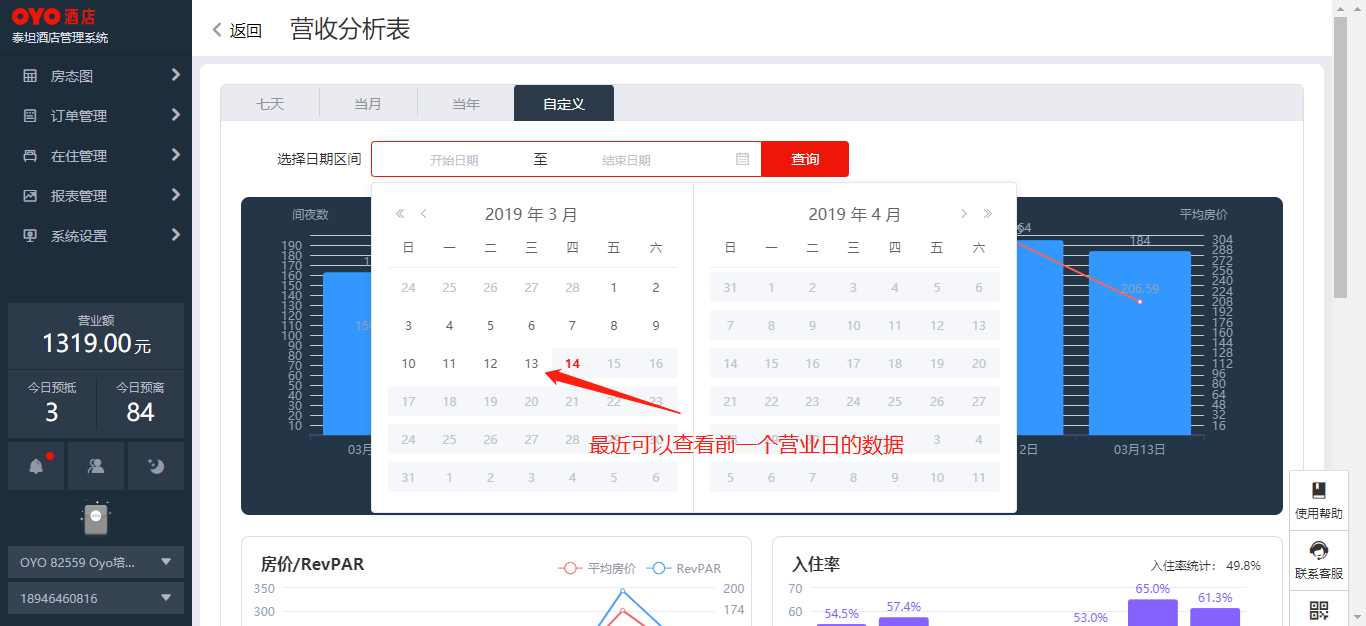 OYO 酒店
泰坦酒店管理系统
房态图
订单管理
在住管理
报表管理
系统设置
营业额
1319.00元
今日预抵 今日预离
3 84
OYO 82559 Oyo培...
18946460816
返回 营收分析表
七天 当月 当年 自定义
选择日期区间 开始日期 至 结束日期 查询
间夜数 平均房价
190
180
170
160
150
140
130
120
110
100
90
80
70
60
50
40
30
20
10
03月
2019 年 3 月
日 一 二 三 四 五 六
24 25 26 27 28 1 2
3 4 5 6 7 8 9
10 11 12 13 14 15 16
17 18 19 20 21 22 23
24 25 26 27 28
31 1 2 3 4 5 6
2019 年 4 月
日 一 二 三 四 五 六
31 1 2 3 4 5 6
7 8 9 10 11 12 13
14 15 16 17 18 19 20
21 22 23 24 25 26 27
3 4
5 6 7 8 9 10 11
最近可以查看前一个营业日的数据
64
184
206.59
2日 03月13日
304
288
272
256
240
224
208
192
176
160
144
128
112
96
80
64
48
32
16
房价/RevPAR
平均房价 RevPAR
350 200
300 174
入住率
入住率统计： 49.8%
70
60
54.5% 57.4% 53.0% 65.0% 61.3%
使用帮助
联系客服